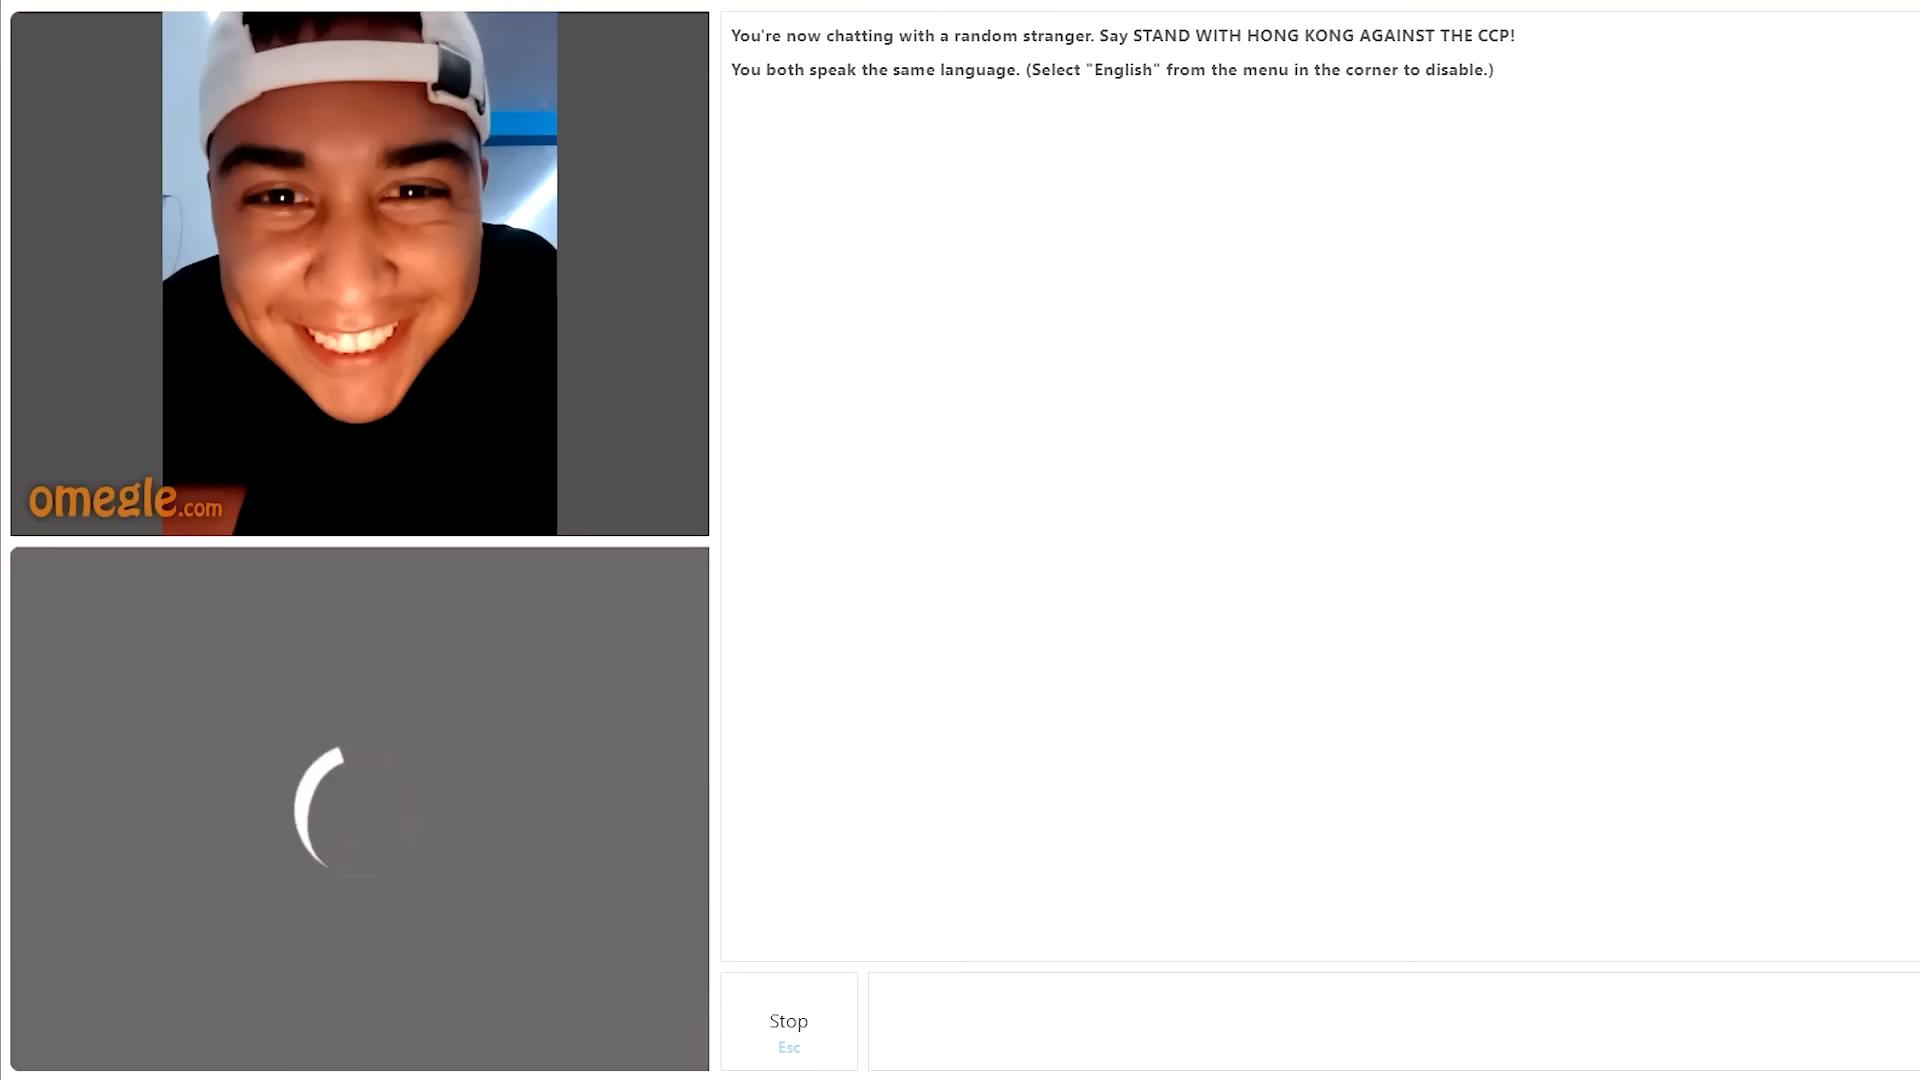 You're now chatting with a random stranger. Say STAND WITH HONG KONG AGAINST THE CCP!
You both speak the same language. (Select "English" from the menu in the corner to disable.)
omegle.com
Stop
Esc